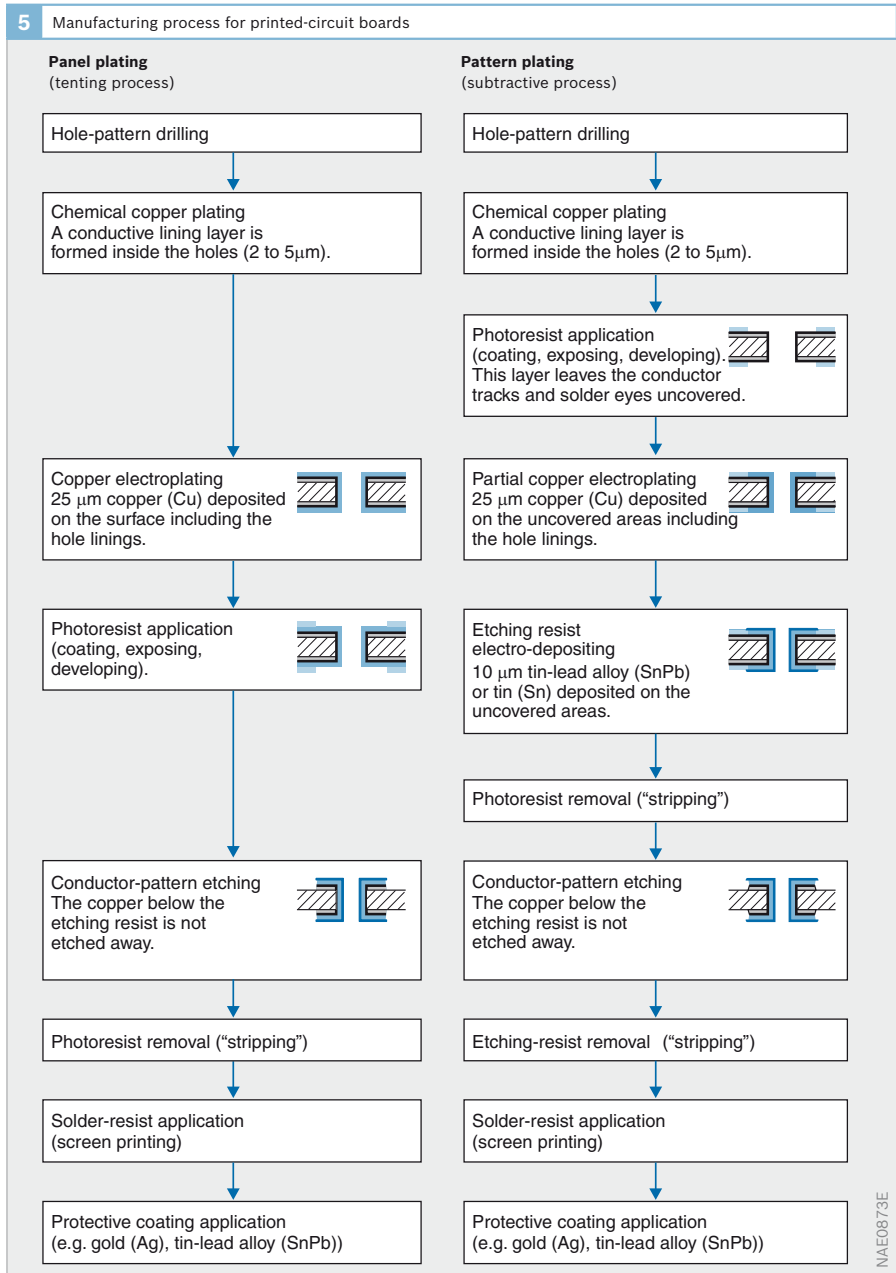 5 Manufacturing process for printed-circuit boards
Panel plating
(tenting process)
Hole-pattern drilling
Chemical copper plating
A conductive lining layer is
formed inside the holes (2 to 5μm).
Copper electroplating
25 μm copper (Cu) deposited
on the surface including the
hole linings.
Photoresist application
(coating, exposing,
developing).
Conductor-pattern etching
The copper below the
etching resist is not
etched away.
Photoresist removal (“stripping”)
Solder-resist application
(screen printing)
Protective coating application
(e.g. gold (Ag), tin-lead alloy (SnPb))
Pattern plating
(subtractive process)
Hole-pattern drilling
Chemical copper plating
A conductive lining layer is
formed inside the holes (2 to 5μm).
Photoresist application
(coating, exposing, developing).
This layer leaves the conductor
tracks and solder eyes uncovered.
Partial copper electroplating
25 μm copper (Cu) deposited
on the uncovered areas including
the hole linings.
Etching resist
electro-depositing
10 μm tin-lead alloy (SnPb)
or tin (Sn) deposited on the
uncovered areas.
Photoresist removal (“stripping”)
Conductor-pattern etching
The copper below the
etching resist is not
etched away.
Etching-resist removal (“stripping”)
Solder-resist application
(screen printing)
Protective coating application
(e.g. gold (Ag), tin-lead alloy (SnPb))
NAE0873E